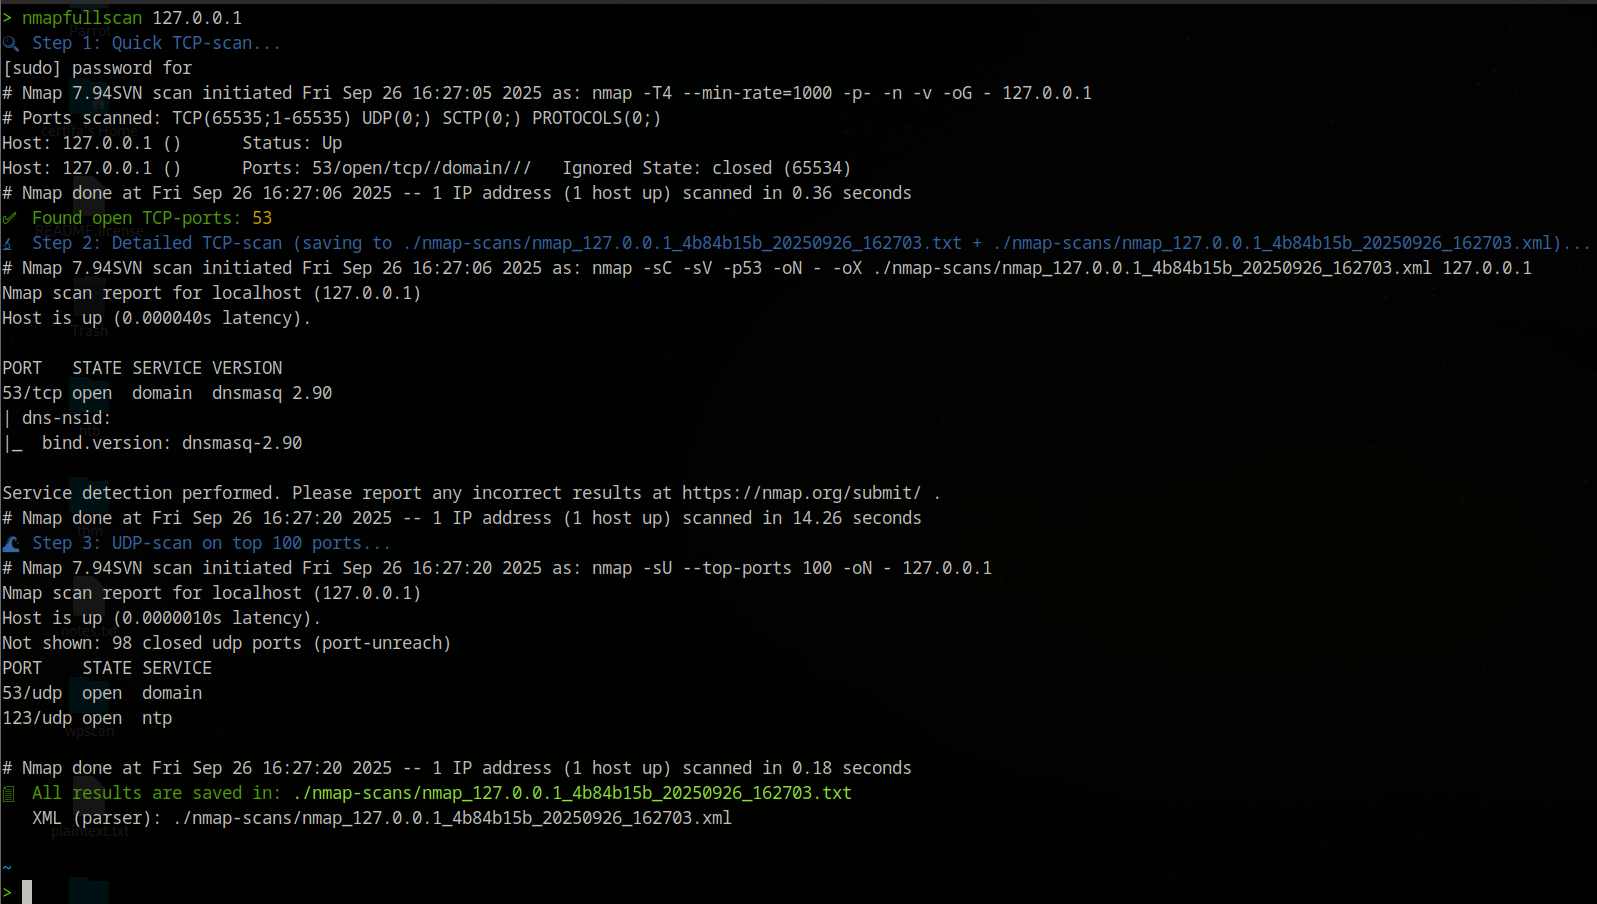 > nmapfullscan 127.0.0.1
🔍 Step 1: Quick TCP-scan...
[sudo] password for
# Nmap 7.94SVN scan initiated Fri Sep 26 16:27:05 2025 as: nmap -T4 --min-rate=1000 -p- -n -v -oG - 127.0.0.1
# Ports scanned: TCP(65535;1-65535) UDP(0;) SCTP(0;) PROTOCOLS(0;)
Host: 127.0.0.1 ()      Status: Up
Host: 127.0.0.1 ()      Ports: 53/open/tcp//domain///   Ignored State: closed (65534)
# Nmap done at Fri Sep 26 16:27:06 2025 -- 1 IP address (1 host up) scanned in 0.36 seconds
✅ Found open TCP-ports: 53
🔬 Step 2: Detailed TCP-scan (saving to ./nmap-scans/nmap_127.0.0.1_4b84b15b_20250926_162703.txt + ./nmap-scans/nmap_127.0.0.1_4b84b15b_20250926_162703.xml)...
# Nmap 7.94SVN scan initiated Fri Sep 26 16:27:06 2025 as: nmap -sC -sV -p53 -oN - -oX ./nmap-scans/nmap_127.0.0.1_4b84b15b_20250926_162703.xml 127.0.0.1
Nmap scan report for localhost (127.0.0.1)
Host is up (0.000040s latency).

PORT   STATE SERVICE VERSION
53/tcp open  domain  dnsmasq 2.90
| dns-nsid:
|_  bind.version: dnsmasq-2.90

Service detection performed. Please report any incorrect results at https://nmap.org/submit/ .
# Nmap done at Fri Sep 26 16:27:20 2025 -- 1 IP address (1 host up) scanned in 14.26 seconds
🌊 Step 3: UDP-scan on top 100 ports...
# Nmap 7.94SVN scan initiated Fri Sep 26 16:27:20 2025 as: nmap -sU --top-ports 100 -oN - 127.0.0.1
Nmap scan report for localhost (127.0.0.1)
Host is up (0.0000010s latency).
Not shown: 98 closed udp ports (port-unreach)
PORT    STATE SERVICE
53/udp  open  domain
123/udp open  ntp

# Nmap done at Fri Sep 26 16:27:20 2025 -- 1 IP address (1 host up) scanned in 0.18 seconds
🧾 All results are saved in: ./nmap-scans/nmap_127.0.0.1_4b84b15b_20250926_162703.txt
   XML (parser): ./nmap-scans/nmap_127.0.0.1_4b84b15b_20250926_162703.xml

~
>
Parrot
README.license
Trash
notes.txt
wpscan
plaintext.txt